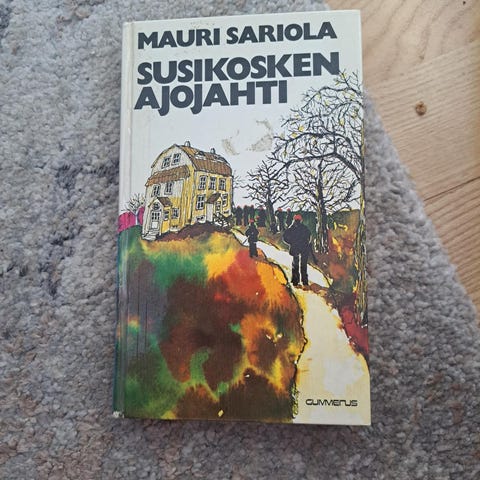 MAURI SARIOLA
SUSIKOSKEN
AJOJAHTI
GUMMERUS